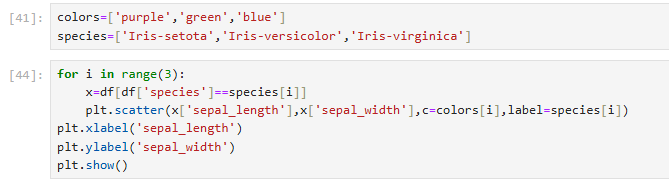 [41]: colors=['purple','green','blue']
species=['Iris-setota','Iris-versicolor','Iris-virginica']
[44]: for i in range(3):
    x=df[df['species']==species[i]]
    plt.scatter(x['sepal_length'],x['sepal_width'],c=colors[i],label=species[i])
plt.xlabel('sepal_length')
plt.ylabel('sepal_width')
plt.show()